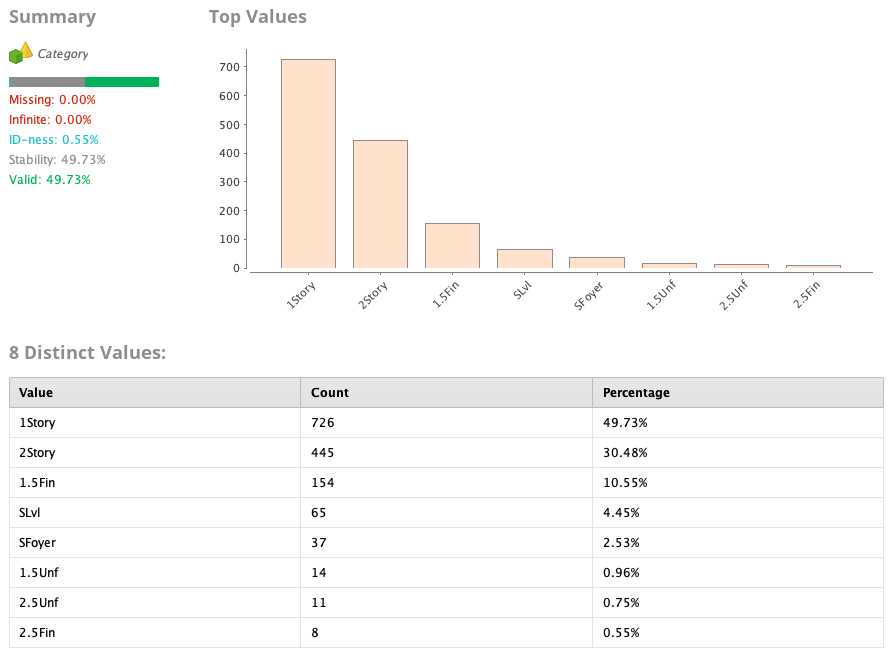 Summary
Category
Missing: 0.00%
Infinite: 0.00%
ID-ness: 0.55%
Stability: 49.73%
Valid: 49.73%
Top Values
700
600
500
400
300
200
100
0
1Story
2Story
1.5Fin
SLvl
SFoyer
1.5Unf
2.5Unf
2.5Fin
8 Distinct Values:
Value Count Percentage
1Story 726 49.73%
2Story 445 30.48%
1.5Fin 154 10.55%
SLvl 65 4.45%
SFoyer 37 2.53%
1.5Unf 14 0.96%
2.5Unf 11 0.75%
2.5Fin 8 0.55%